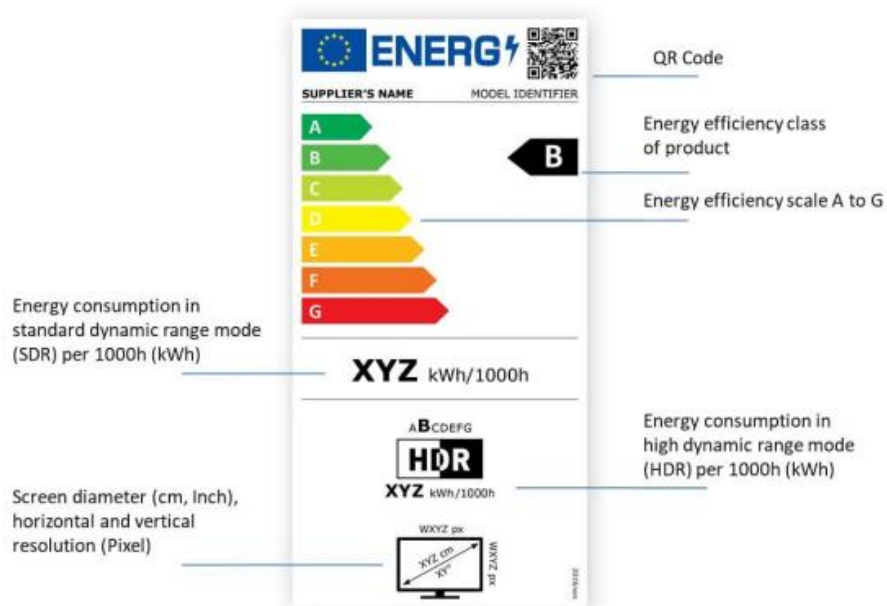 ENERG
QR Code
SUPPLIER'S NAME MODEL IDENTIFIER
A
B
B
C
D
E
F
G
Energy efficiency class
of product
Energy efficiency scale A to G
Energy consumption in
standard dynamic range mode
(SDR) per 1000h (kWh)
XYZ kWh/1000h
ABCDEFG
HDR
XYZ kWh/1000h
Energy consumption in
high dynamic range mode
(HDR) per 1000h (kWh)
Screen diameter (cm, Inch),
horizontal and vertical
resolution (Pixel)
WXYZ px
XYZ cm
XY"
WXYZ px